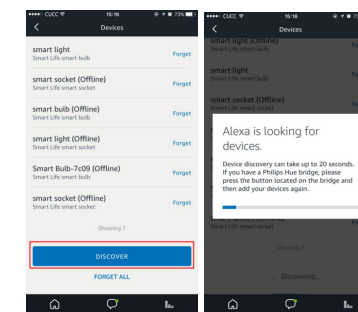 CUCC 15:16 73%
Devices
smart light
Smart Life smart bulb
Forget
smart socket (Offline)
Smart Life smart socket
Forget
smart bulb (Offline)
Smart Life smart bulb
Forget
smart light (Offline)
Smart Life smart socket
Forget
Smart Bulb-7c09 (Offline)
Smart Life smart bulb
Forget
smart socket (Offline)
Smart Life smart socket
Forget
Showing 7
DISCOVER
FORGET ALL
CUCC 15:16
Devices
smart light (Offline)
Smart Life smart bulb
smart light
Smart Life smart bulb
smart socket (Offline)
Alexa is looking for
devices.
Device discovery can take up to 20 seconds.
If you have a Philips Hue bridge, please
press the button located on the bridge and
then add your devices again.
Smart Life smart socket
Showing 7
Discovering...